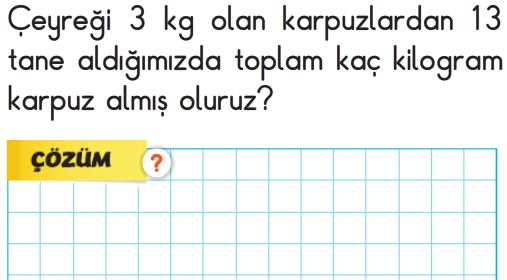 Çeyreği 3 kg olan karpuzlardan 13
tane aldığımızda toplam kaç kilogram
karpuz almış oluruz?
ÇÖZÜM ?